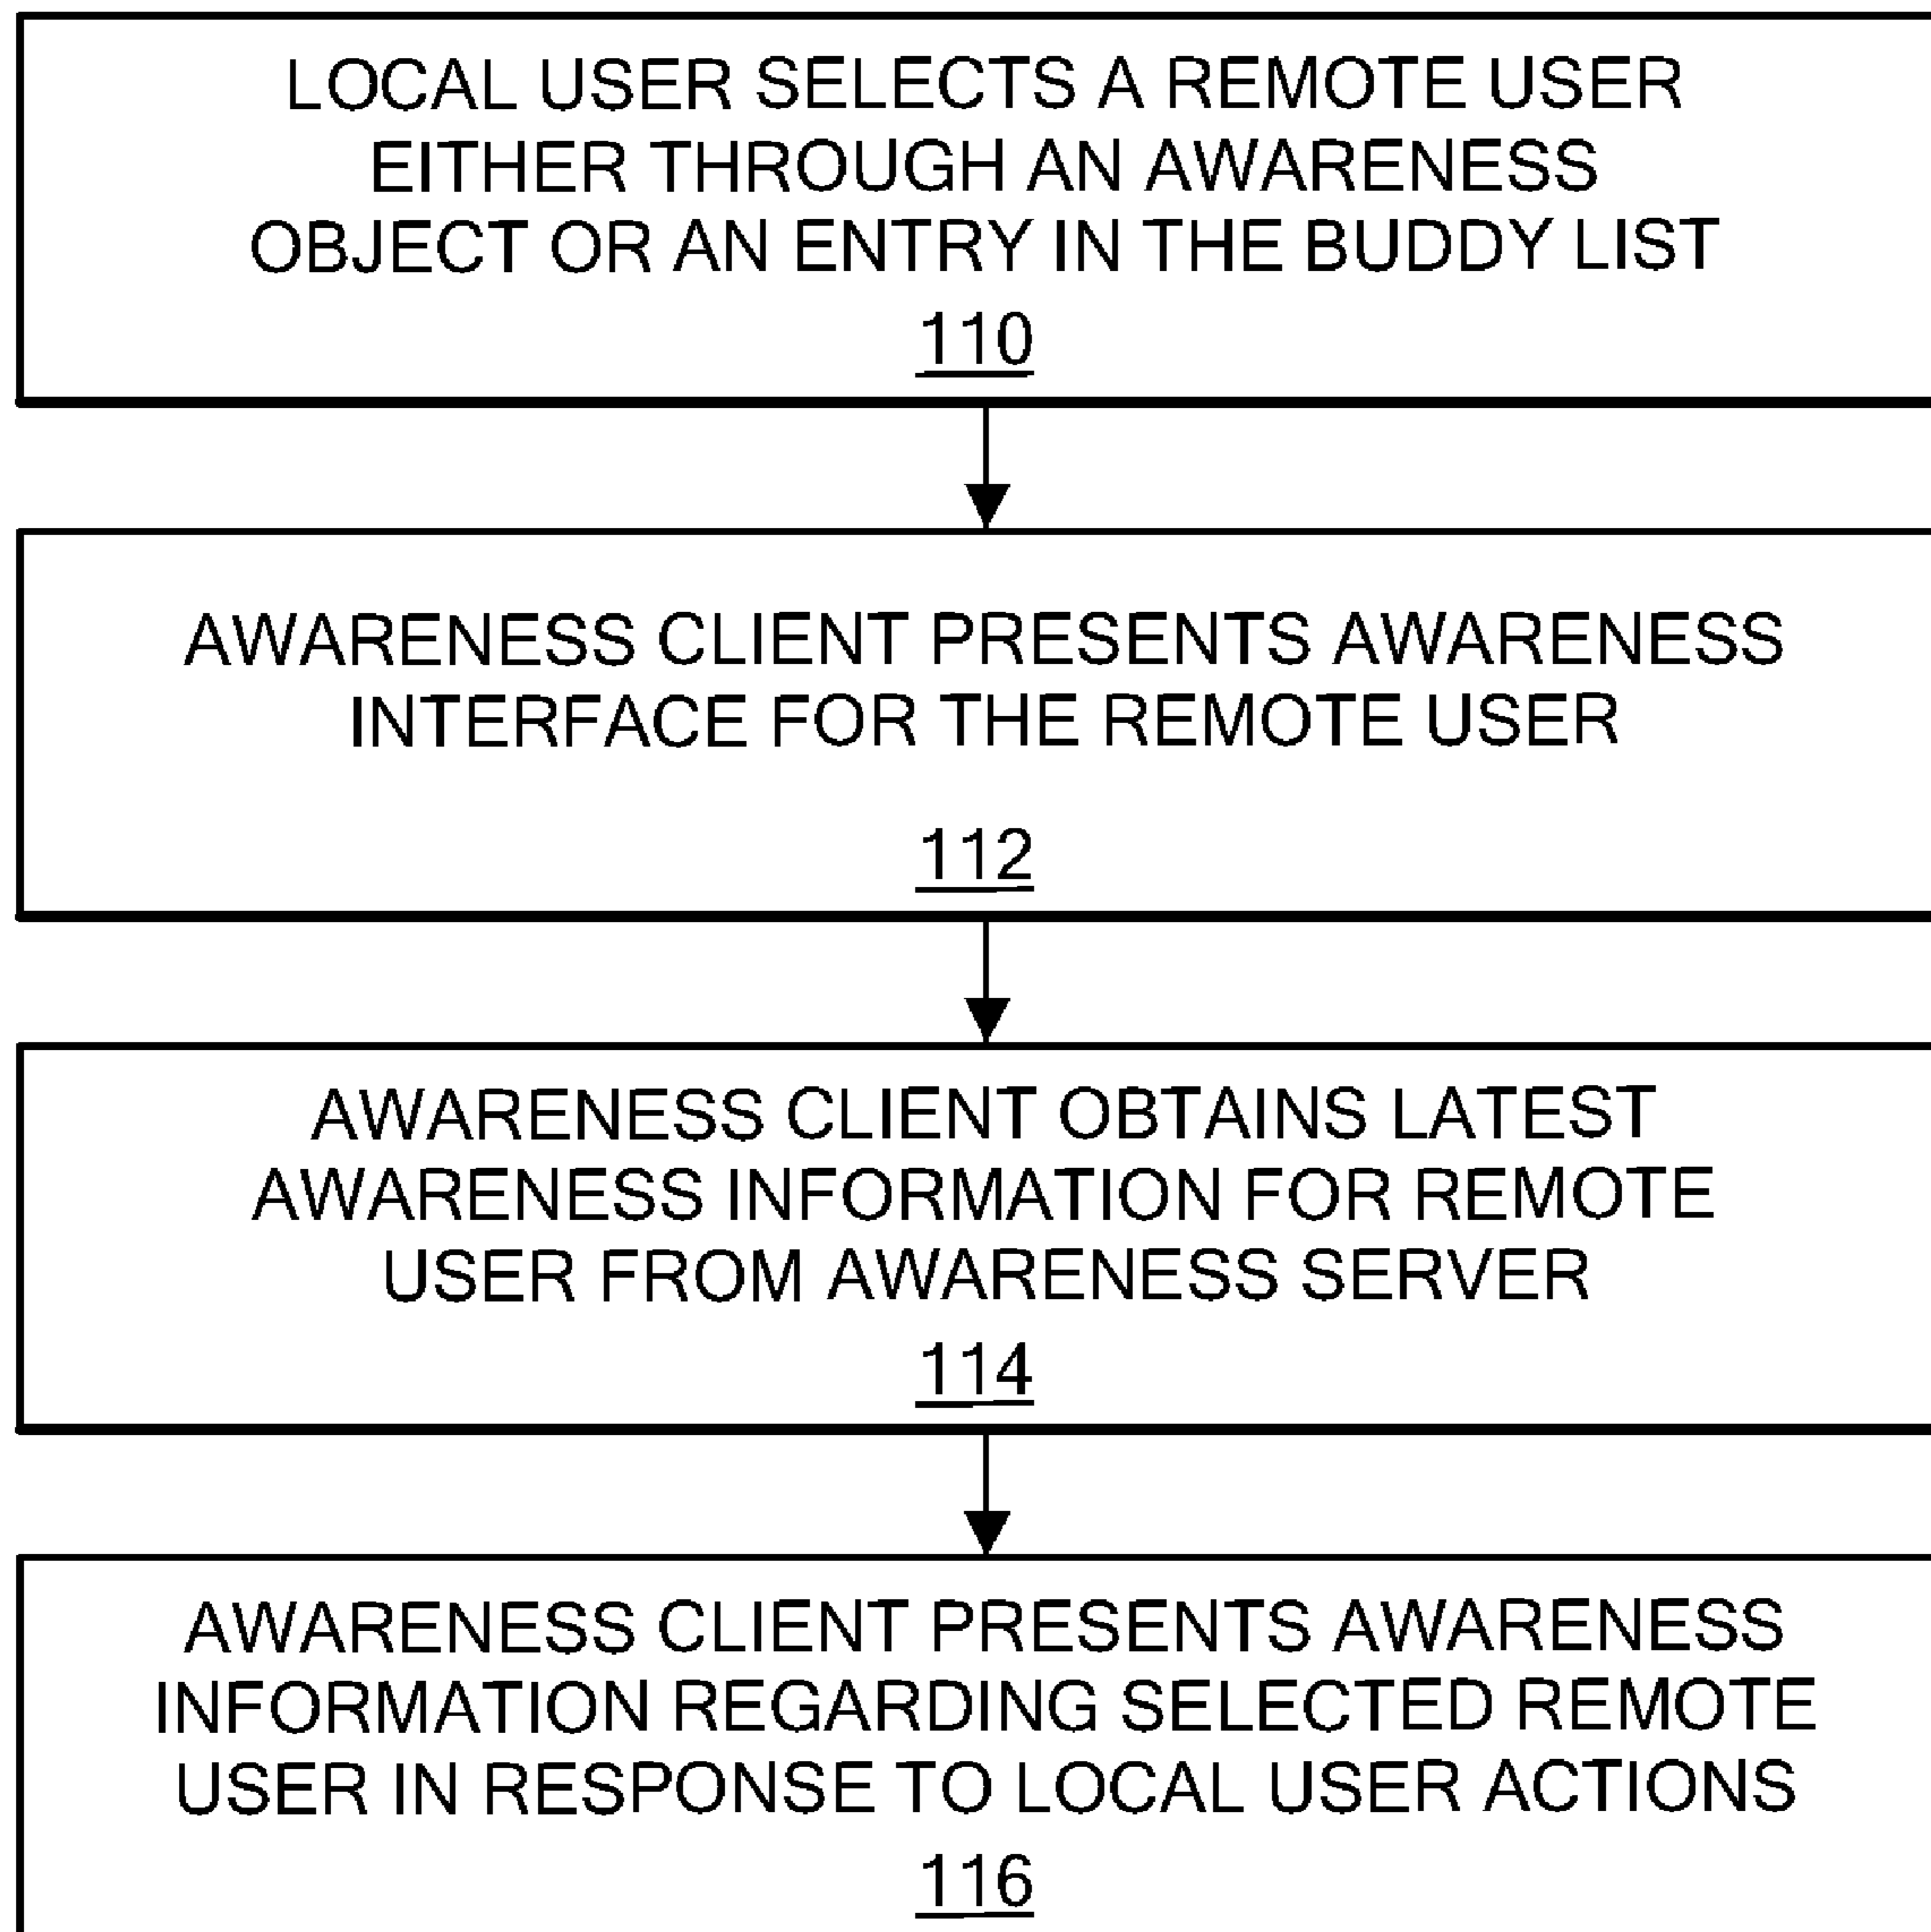 LOCAL USER SELECTS A REMOTE USER
EITHER THROUGH AN AWARENESS
OBJECT OR AN ENTRY IN THE BUDDY LIST
110
AWARENESS CLIENT PRESENTS AWARENESS
INTERFACE FOR THE REMOTE USER
112
AWARENESS CLIENT OBTAINS LATEST
AWARENESS INFORMATION FOR REMOTE
USER FROM AWARENESS SERVER
114
AWARENESS CLIENT PRESENTS AWARENESS
INFORMATION REGARDING SELECTED REMOTE
USER IN RESPONSE TO LOCAL USER ACTIONS
116